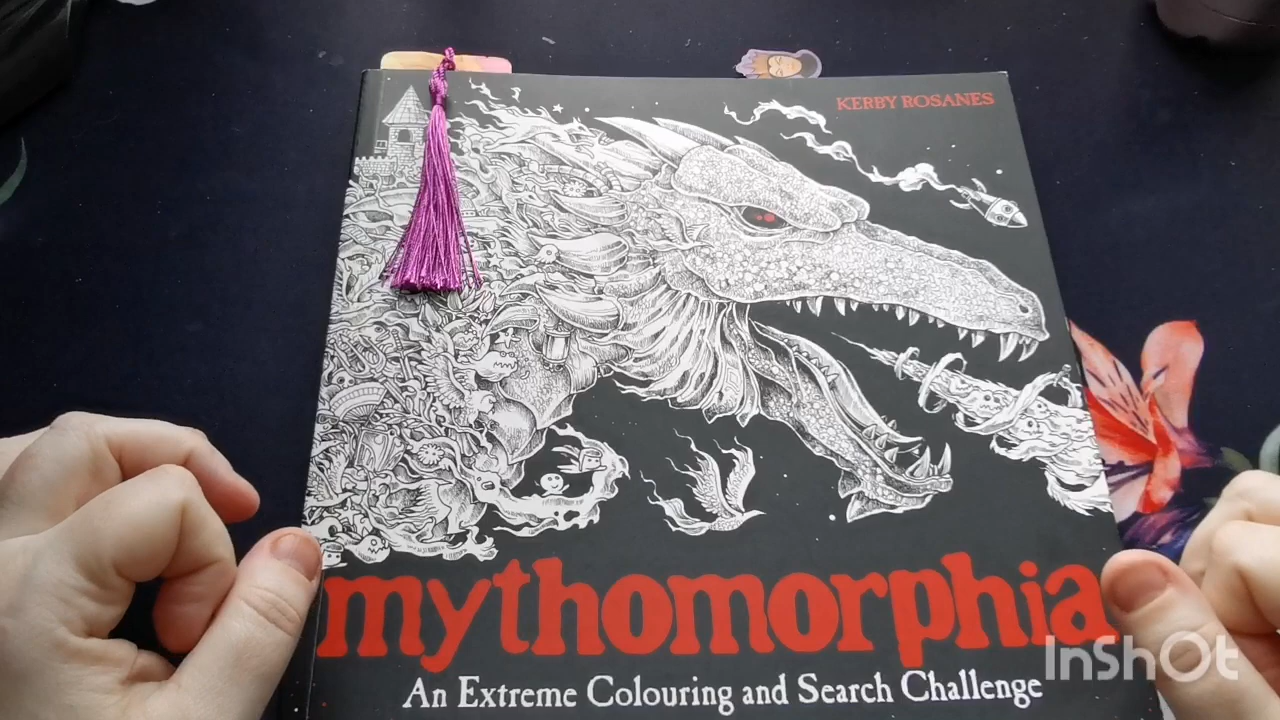 KERBY ROSANES
mythomorphia
An Extreme Colouring and Search Challenge
InShOt